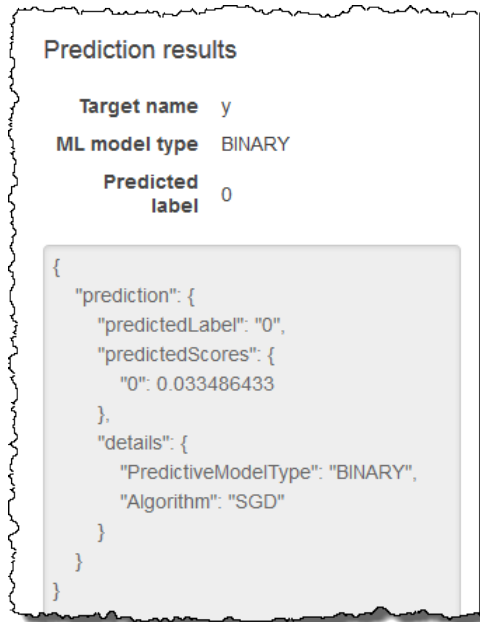 Prediction results
Target name y
ML model type BINARY
Predicted
label 0
{
"prediction": {
"predictedLabel": "0",
"predictedScores": {
"0": 0.033486433
},
"details": {
"PredictiveModelType": "BINARY",
"Algorithm": "SGD"
}
}
}